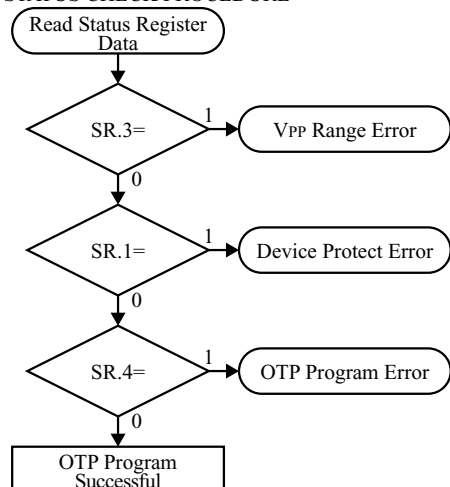 STATUS CHECK PROCEDURE
Read Status Register
Data
SR.3=
1
VPP Range Error
0
SR.1=
1
Device Protect Error
0
SR.4=
1
OTP Program Error
0
OTP Program
Successful